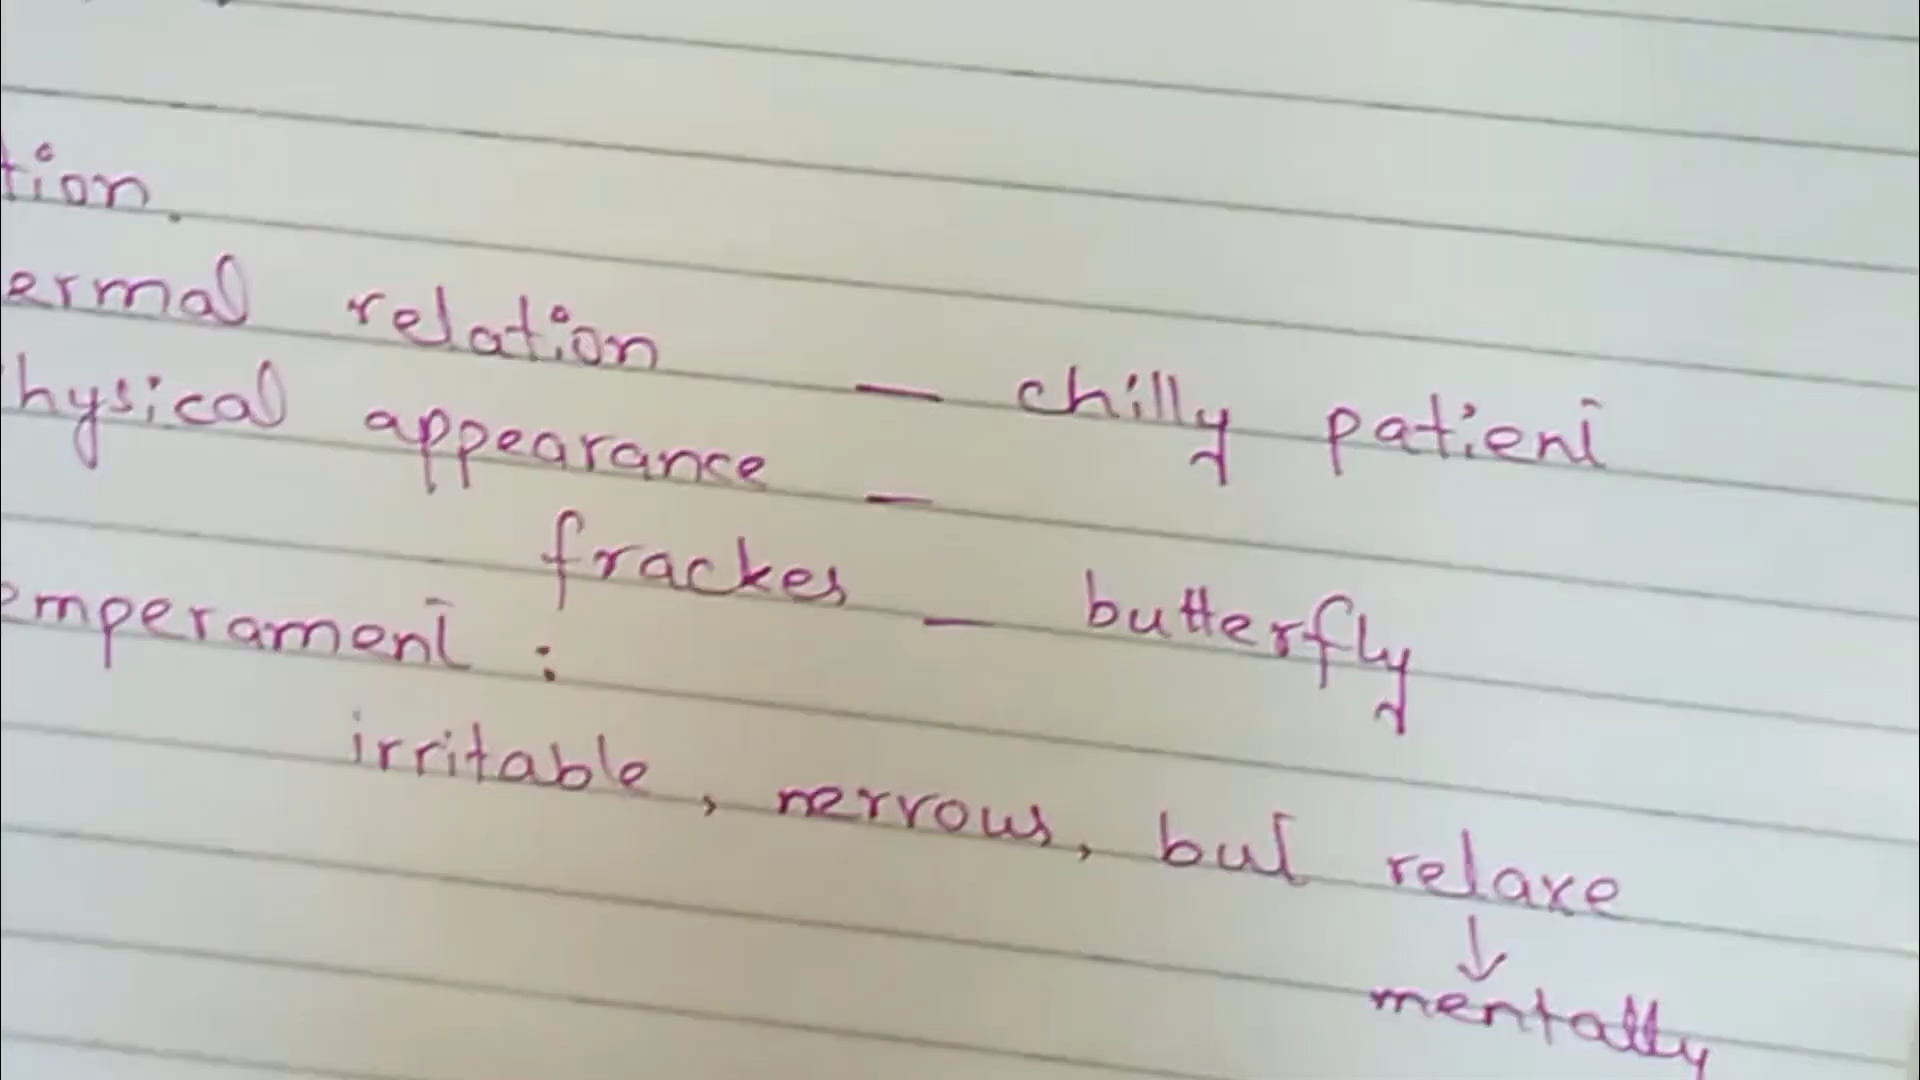 tion.
ermal relation — chilly patient
hysical appearance —
frackes — butterfly
emperament :
irritable, nervous, but relaxe
↓
mentally